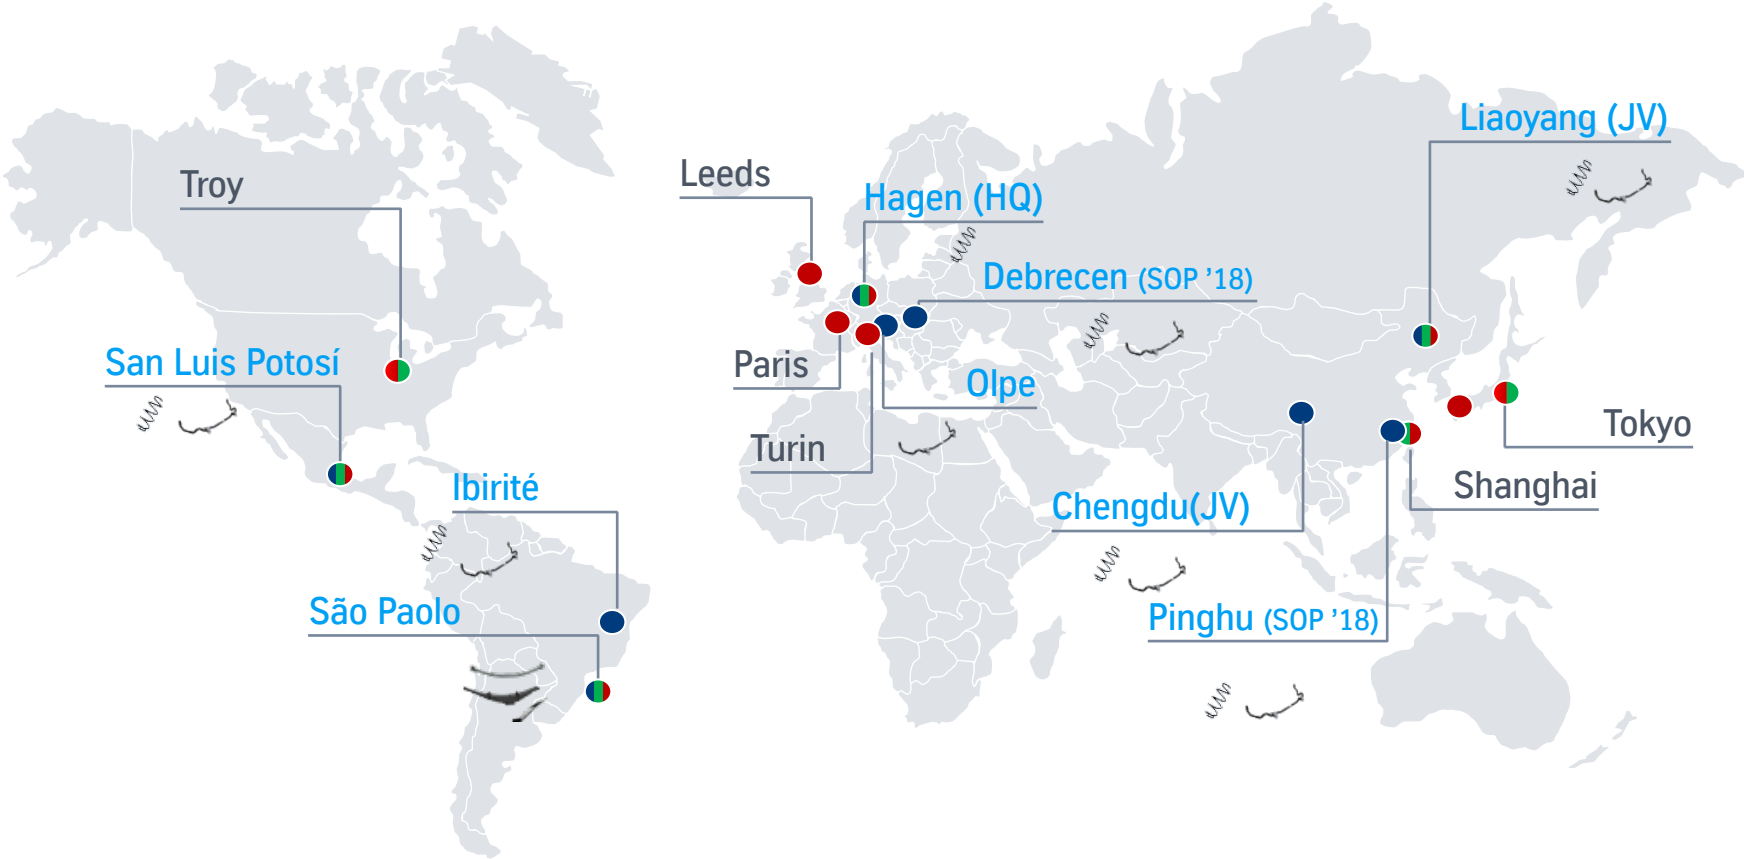 Liaoyang (JV)
Troy
Leeds
Hagen (HQ)
Debrecen (SOP ’18)
San Luis Potosí
Paris
Olpe
Tokyo
Turin
Ibirité
Shanghai
Chengdu(JV)
São Paolo
Pinghu (SOP ’18)